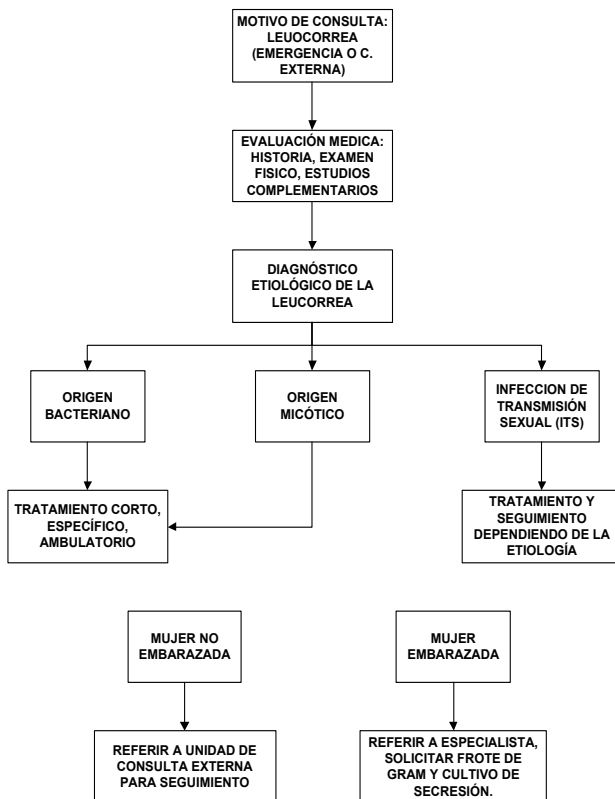 MOTIVO DE CONSULTA:
LEUOCORREA
(EMERGENCIA O C.
EXTERNA)
EVALUACIÓN MEDICA:
HISTORIA, EXAMEN
FISICO, ESTUDIOS
COMPLEMENTARIOS
DIAGNÓSTICO
ETIOLÓGICO DE LA
LEUCORREA
ORIGEN
BACTERIANO
ORIGEN
MICÓTICO
INFECCION DE
TRANSMISIÓN
SEXUAL (ITS)
TRATAMIENTO CORTO,
ESPECÍFICO,
AMBULATORIO
TRATAMIENTO Y
SEGUIMIENTO
DEPENDIENDO DE LA
ETIOLOGÍA
MUJER NO
EMBARAZADA
MUJER
EMBARAZADA
REFERIR A UNIDAD DE
CONSULTA EXTERNA
PARA SEGUIMIENTO
REFERIR A ESPECIALISTA,
SOLICITAR FROTE DE
GRAM Y CULTIVO DE
SECRESIÓN.